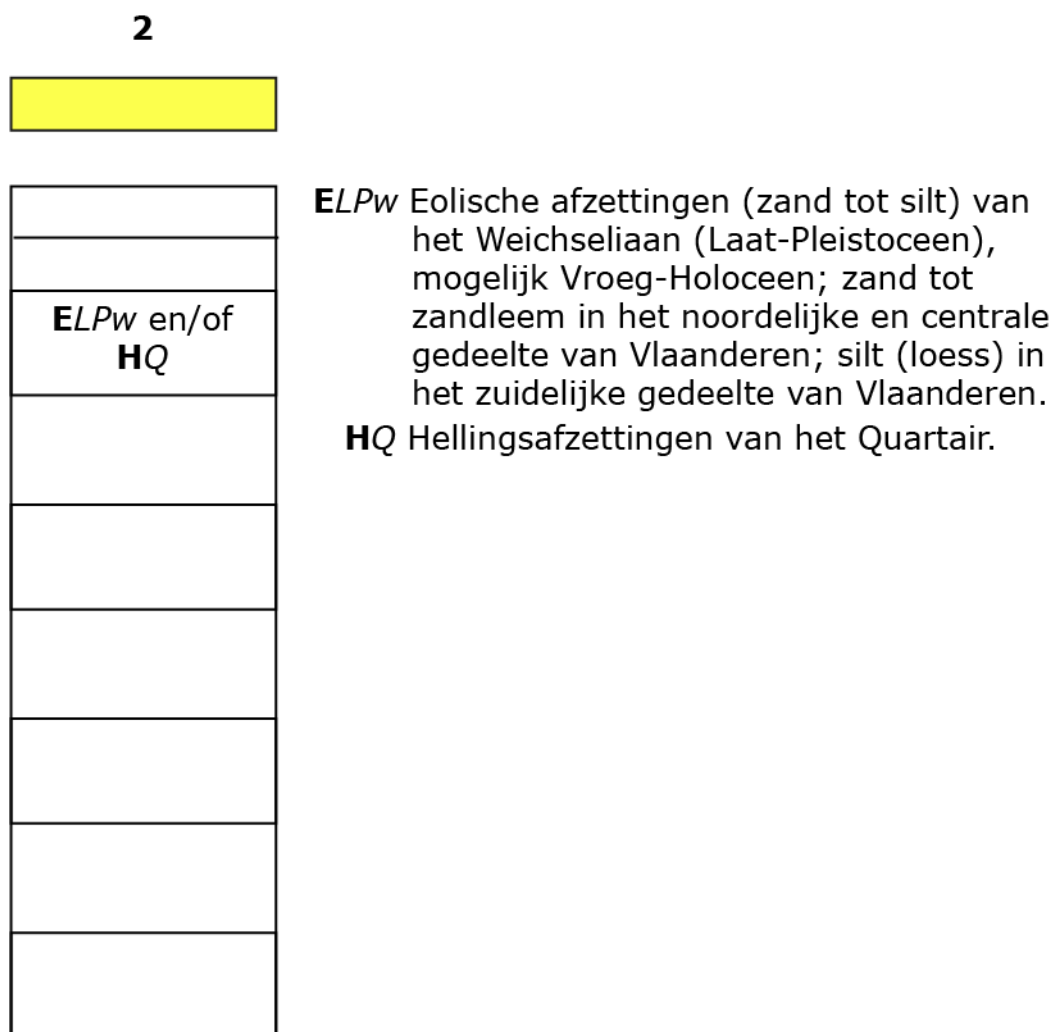 2
ELPw en/of
HQ
ELPw Eolische afzettingen (zand tot silt) van
het Weichseliaan (Laat-Pleistoceen),
mogelijk Vroeg-Holoceen; zand tot
zandleem in het noordelijke en centrale
gedeelte van Vlaanderen; silt (loess) in
het zuidelijke gedeelte van Vlaanderen.
HQ Hellingsafzettingen van het Quartair.